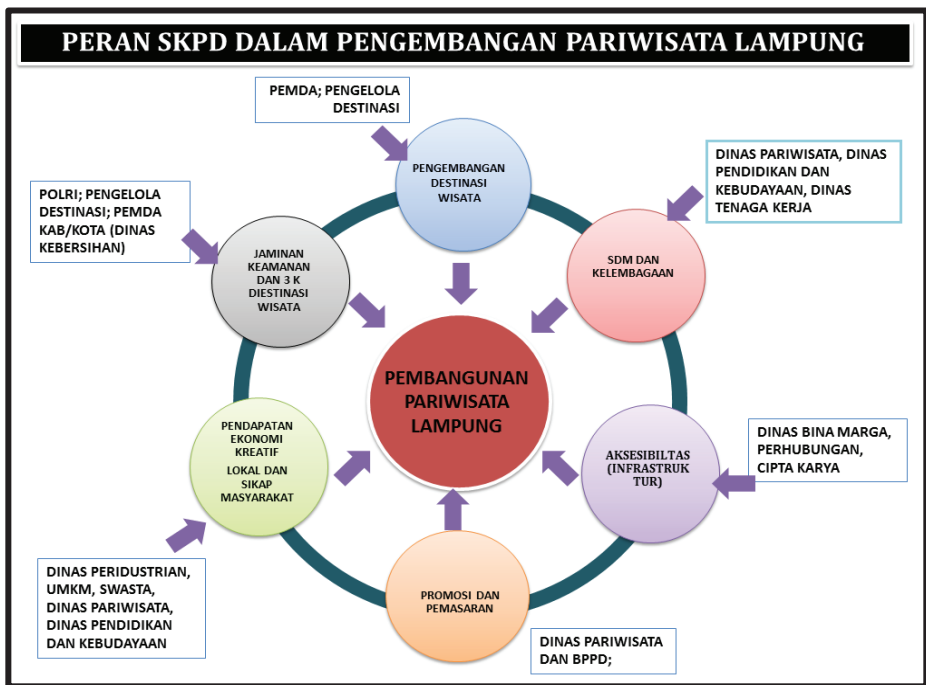 PERAN SKPD DALAM PENGEMBANGAN PARIWISATA LAMPUNG
PEMDA; PENGELOLA
DESTINASI
PENGEMBANGAN
DESTINASI
WISATA
DINAS PARIWISATA, DINAS
PENDIDIKAN DAN
KEBUDAYAAN, DINAS
TENAGA KERJA
SDM DAN
KELEMBAGAAN
POLRI; PENGELOLA
DESTINASI; PEMDA
KAB/KOTA (DINAS
KEBERSIHAN)
JAMINAN
KEAMANAN
DAN 3 K
DIESTINASI
WISATA
PEMBANGUNAN
PARIWISATA
LAMPUNG
PENDAPATAN
EKONOMI
KREATIF
LOKAL DAN
SIKAP
MASYARAKAT
AKSESIBILTAS
(INFRASTRUK
TUR)
DINAS BINA MARGA,
PERHUBUNGAN,
CIPTA KARYA
DINAS PERIDUSTRIAN,
UMKM, SWASTA,
DINAS PARIWISATA,
DINAS PENDIDIKAN
DAN KEBUDAYAAN
PROMOSI DAN
PEMASARAN
DINAS PARIWISATA
DAN BPPD;